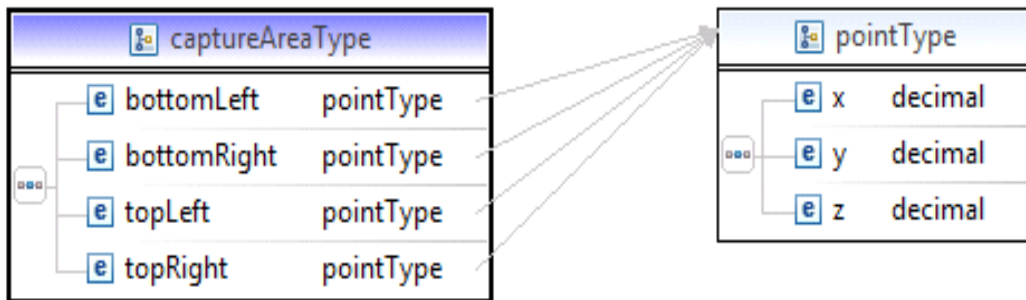 captureAreaType
e bottomLeft pointType
e bottomRight pointType
e topLeft pointType
e topRight pointType
pointType
e x decimal
e y decimal
e z decimal